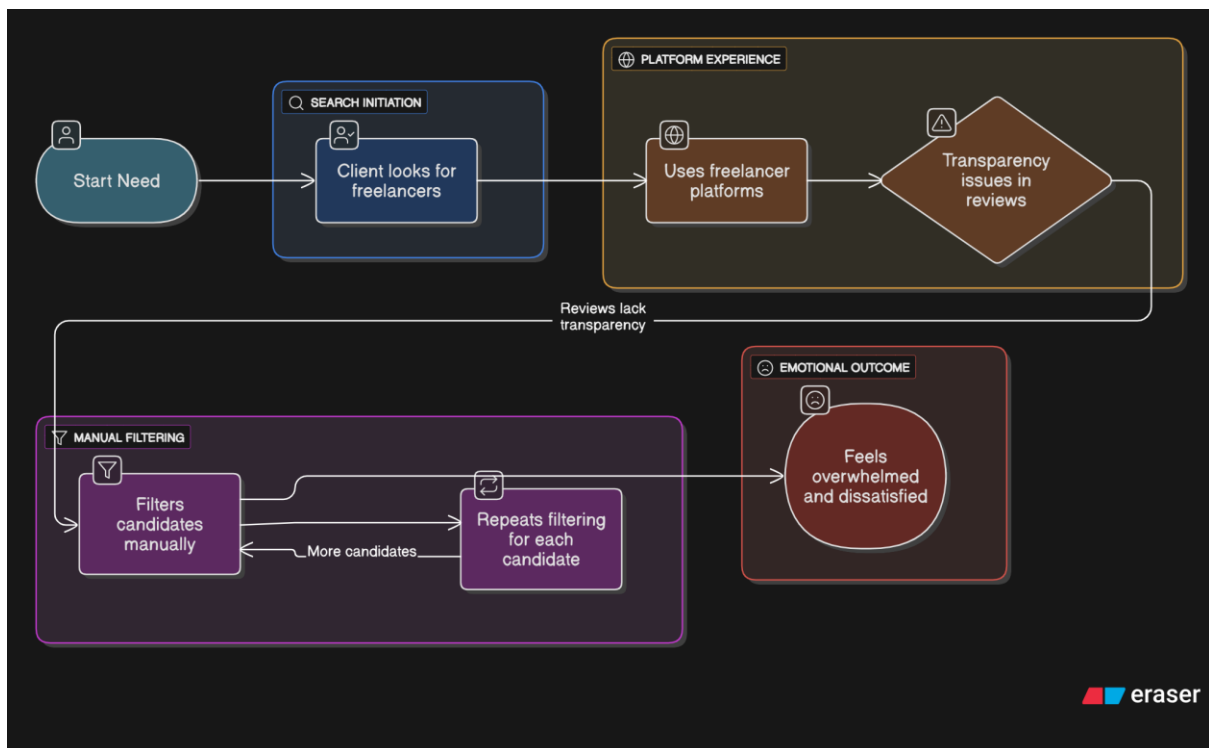 PLATFORM EXPERIENCE
SEARCH INITIATION
Start Need
Client looks for
freelancers
Uses freelancer
platforms
Transparency
issues in
reviews
Reviews lack
transparency
EMOTIONAL OUTCOME
MANUAL FILTERING
Filters
candidates
manually
More candidates
Repeats filtering
for each
candidate
Feels
overwhelmed
and dissatisfied
eraser